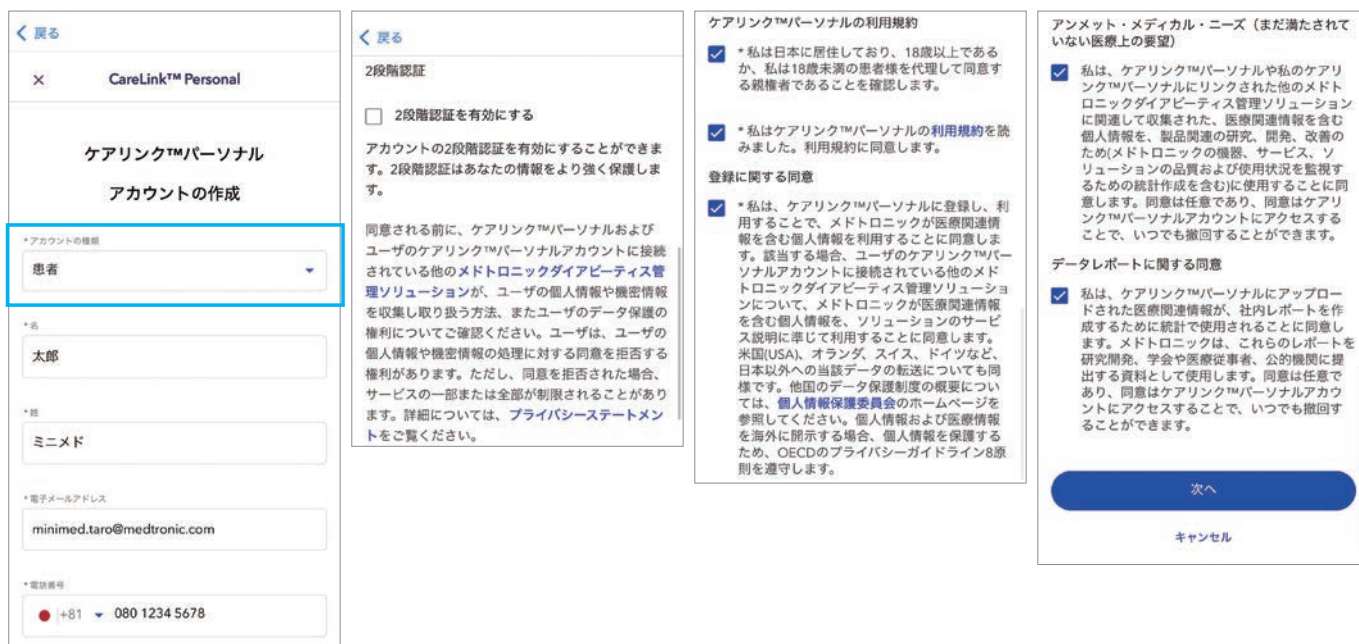 戻る
× CareLink™ Personal
ケアリンク™パーソナル
アカウントの作成
*アカウントの種類
患者
*名
太郎
*姓
ミニメド
*電子メールアドレス
minimed.taro@medtronic.com
*電話番号
+81 080 1234 5678
戻る
2段階認証
2段階認証を有効にする
アカウントの2段階認証を有効にすることができま
す。2段階認証はあなたの情報をより強く保護しま
す。
同意される前に、ケアリンク™パーソナルおよび
ユーザのケアリンク™パーソナルアカウントに接続
されている他のメドトロニックダイアビーティス管
理ソリューションが、ユーザの個人情報や機密情報
を収集し取り扱う方法、またユーザのデータ保護の
権利についてご確認ください。ユーザは、ユーザの
個人情報や機密情報の処理に対する同意を拒否する
権利があります。ただし、同意を拒否された場合、
サービスの一部または全部が制限されることがあり
ます。詳細については、プライバシーステートメン
トをご覧ください。
ケアリンク™パーソナルの利用規約
*私は日本に居住しており、18歳以上である
か、私は18歳未満の患者様を代理して同意す
る親権者であることを確認します。
*私はケアリンク™パーソナルの利用規約を読
みました。利用規約に同意します。
登録に関する同意
*私は、ケアリンク™パーソナルに登録し、利
用することで、メドトロニックが医療関連情
報を含む個人情報を利用することに同意しま
す。該当する場合、ユーザのケアリンク™パー
ソナルアカウントに接続されている他のメド
トロニックダイアビーティス管理ソリューショ
ンについて、メドトロニックが医療関連情報
を含む個人情報を、ソリューションのサービ
ス説明に準じて利用することに同意します。
米国(USA)、オランダ、スイス、ドイツなど、
日本以外への当該データの転送についても同
様です。他国のデータ保護制度の概要につい
ては、個人情報保護委員会のホームページを
参照してください。個人情報および医療情報
を海外に開示する場合、個人情報を保護する
ため、OECDのプライバシーガイドライン8原
則を遵守します。
アンメット・メディカル・ニーズ（まだ満たされて
いない医療上の要望）
私は、ケアリンク™パーソナルや私のケアリ
ンク™パーソナルにリンクされた他のメドト
ロニックダイアビーティス管理ソリューション
に関連して収集された、医療関連情報を含む
個人情報を、製品関連の研究、開発、改善の
ため(メドトロニックの機器、サービス、ソ
リューションの品質および使用状況を監視す
るための統計作成を含む)に使用することに同
意します。同意は任意であり、同意はケアリ
ンク™パーソナルアカウントにアクセスする
ことで、いつでも撤回することができます。
データレポートに関する同意
私は、ケアリンク™パーソナルにアップロー
ドされた医療関連情報が、社内レポートを作
成するために統計で使用されることに同意し
ます。メドトロニックは、これらのレポートを
研究開発、学会や医療従事者、公的機関に提
出する資料として使用します。同意は任意で
あり、同意はケアリンク™パーソナルアカウ
ントにアクセスすることで、いつでも撤回す
ることができます。
次へ
キャンセル